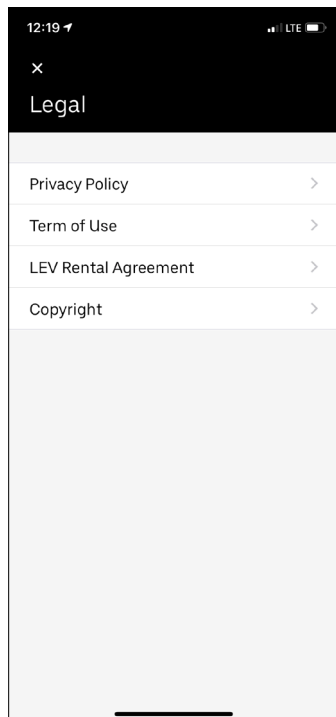 12:19
LTE
Legal
Privacy Policy
Term of Use
LEV Rental Agreement
Copyright